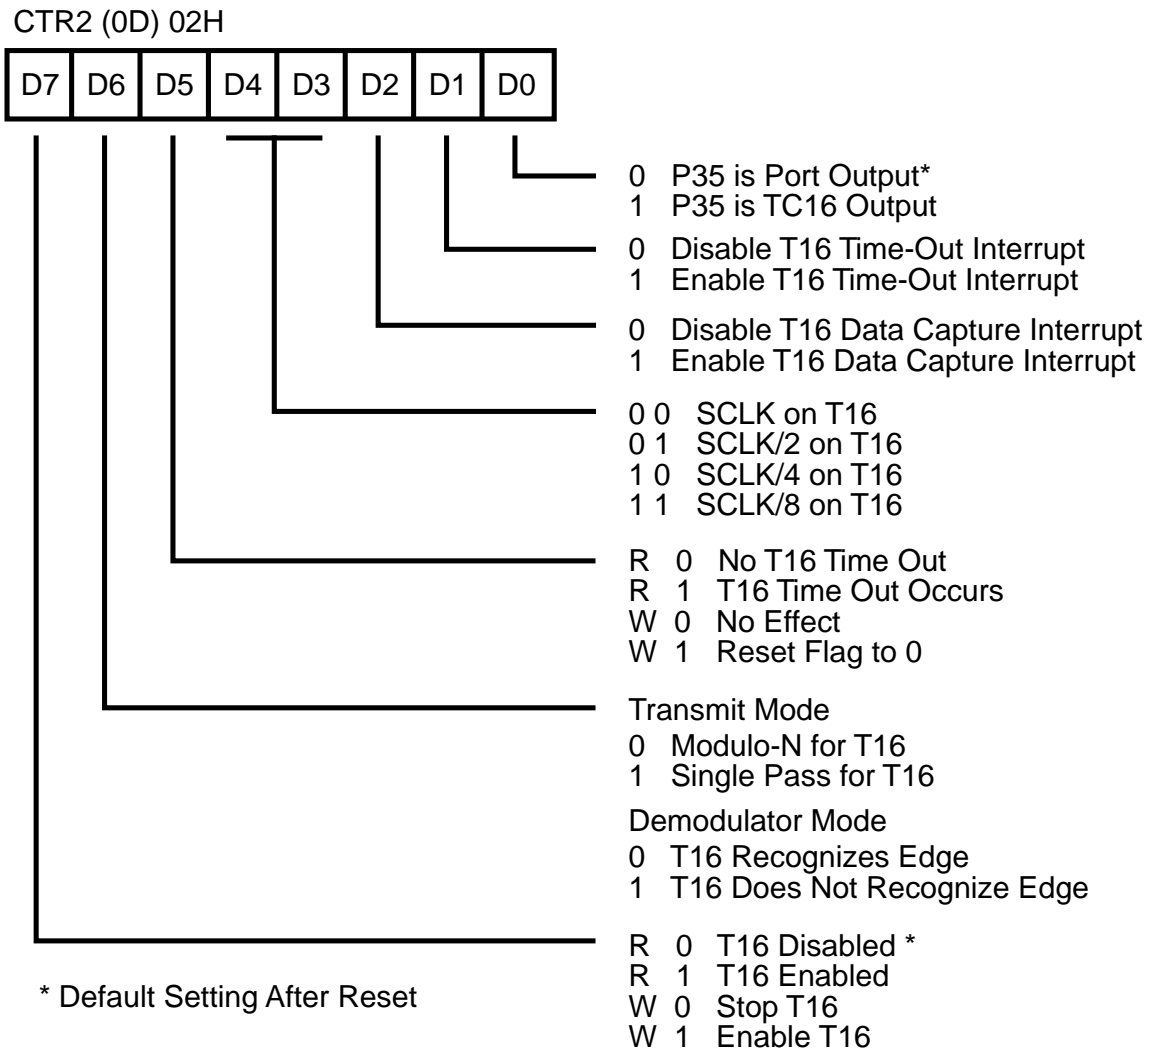 CTR2 (0D) 02H
D7 D6 D5 D4 D3 D2 D1 D0
0 P35 is Port Output*
1 P35 is TC16 Output
0 Disable T16 Time-Out Interrupt
1 Enable T16 Time-Out Interrupt
0 Disable T16 Data Capture Interrupt
1 Enable T16 Data Capture Interrupt
0 0 SCLK on T16
0 1 SCLK/2 on T16
1 0 SCLK/4 on T16
1 1 SCLK/8 on T16
R 0 No T16 Time Out
R 1 T16 Time Out Occurs
W 0 No Effect
W 1 Reset Flag to 0
Transmit Mode
0 Modulo-N for T16
1 Single Pass for T16
Demodulator Mode
0 T16 Recognizes Edge
1 T16 Does Not Recognize Edge
R 0 T16 Disabled *
R 1 T16 Enabled
W 0 Stop T16
W 1 Enable T16
* Default Setting After Reset